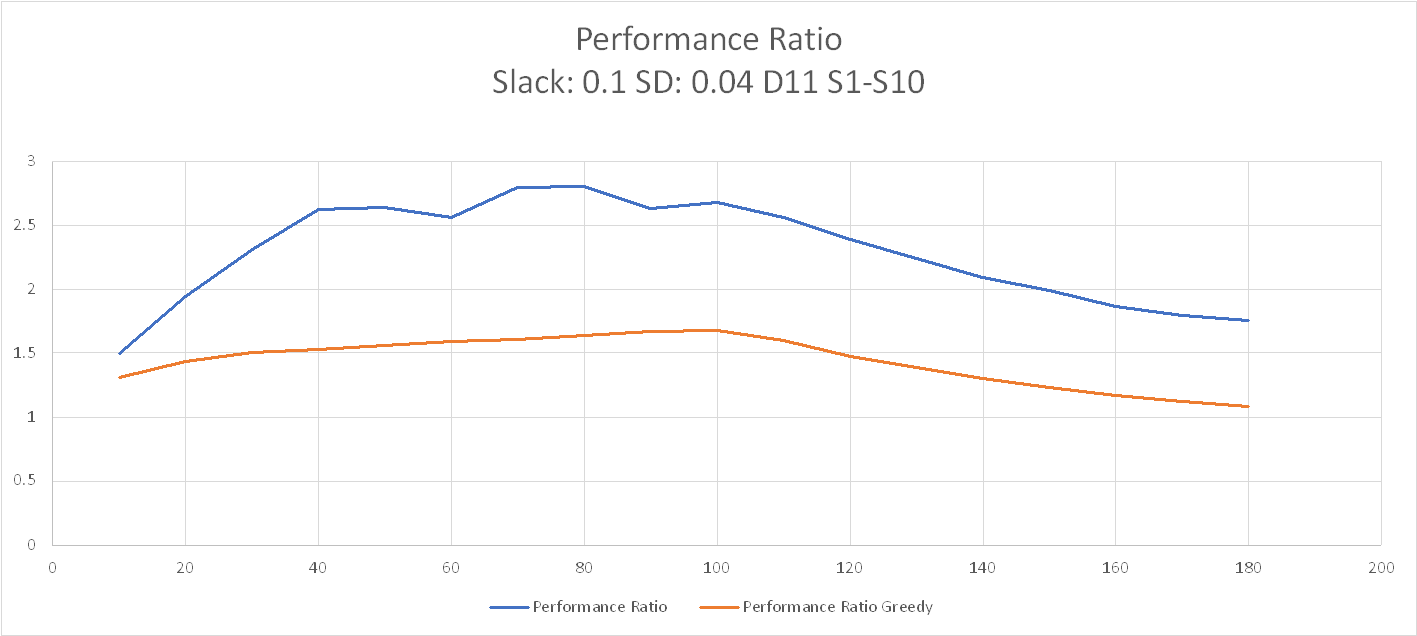 Performance Ratio
Slack: 0.1 SD: 0.04 D11 S1-S10
3
2.5
2
1.5
1
0.5
0
0 20 40 60 80 100 120 140 160 180 200
Performance Ratio Performance Ratio Greedy